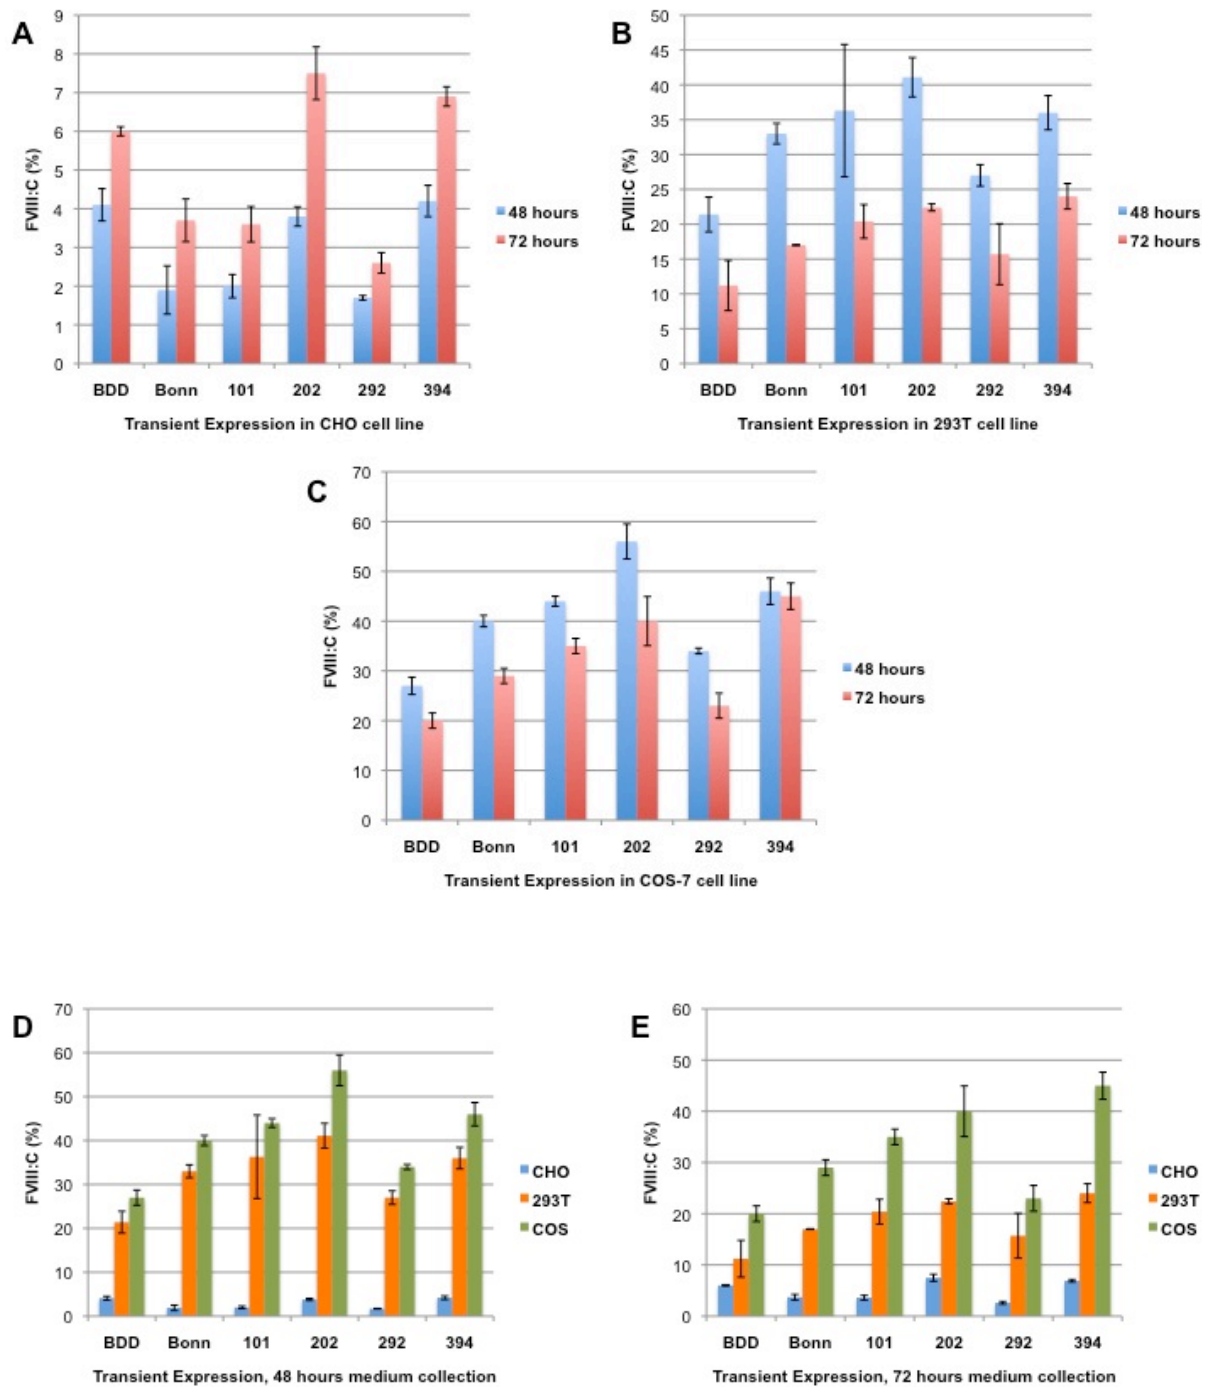 A
FVIII:C (%)
9
8
7
6
5
4
3
2
1
0
BDD Bonn 101 202 292 394
Transient Expression in CHO cell line
48 hours
72 hours
B
FVIII:C (%)
50
45
40
35
30
25
20
15
10
5
0
BDD Bonn 101 202 292 394
Transient Expression in 293T cell line
48 hours
72 hours
C
FVIII:C (%)
70
60
50
40
30
20
10
0
BDD Bonn 101 202 292 394
Transient Expression in COS-7 cell line
48 hours
72 hours
D
FVIII:C (%)
70
60
50
40
30
20
10
0
BDD Bonn 101 202 292 394
Transient Expression, 48 hours medium collection
CHO
293T
COS
E
FVIII:C (%)
60
50
40
30
20
10
0
BDD Bonn 101 202 292 394
Transient Expression, 72 hours medium collection
CHO
293T
COS